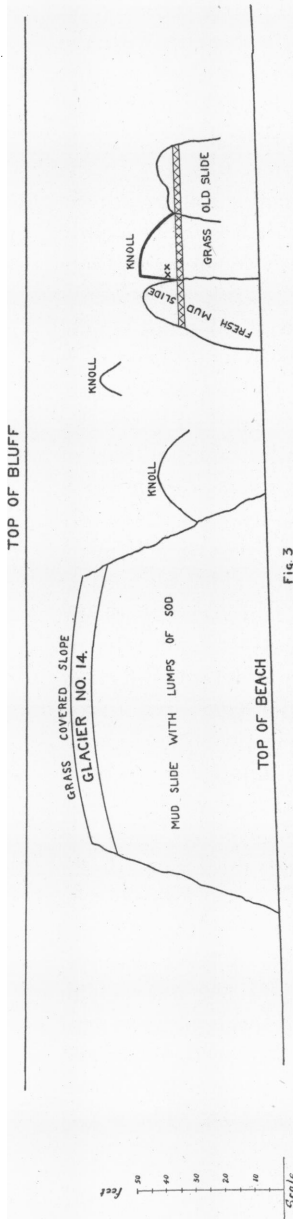 TOP OF BLUFF
GRASS COVERED SLOPE
GLACIER NO. 14.
MUD SLIDE WITH LUMPS OF SOD
KNOLL
KNOLL
KNOLL
FRESH MUD SLIDE
XX
GRASS
OLD SLIDE
TOP OF BEACH
Fig. 3
Feet
50
40
30
20
10
Scale